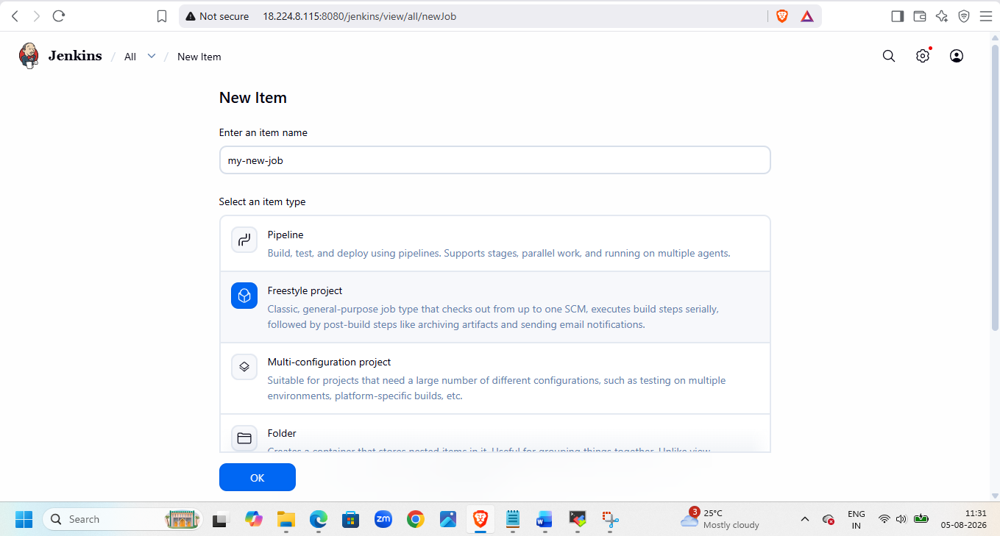 Not secure 18.224.8.115:8080/jenkins/view/all/newJob
Jenkins / All / New Item
New Item
Enter an item name
my-new-job
Select an item type
Pipeline
Build, test, and deploy using pipelines. Supports stages, parallel work, and running on multiple agents.
Freestyle project
Classic, general-purpose job type that checks out from up to one SCM, executes build steps serially,
followed by post-build steps like archiving artifacts and sending email notifications.
Multi-configuration project
Suitable for projects that need a large number of different configurations, such as testing on multiple
environments, platform-specific builds, etc.
Folder
Creates a container that stores nested items in it. Useful for grouping things together. Unlike view,
OK
Search
zm
W
3
25°C
Mostly cloudy
ENG
IN
11:31
05-08-2026